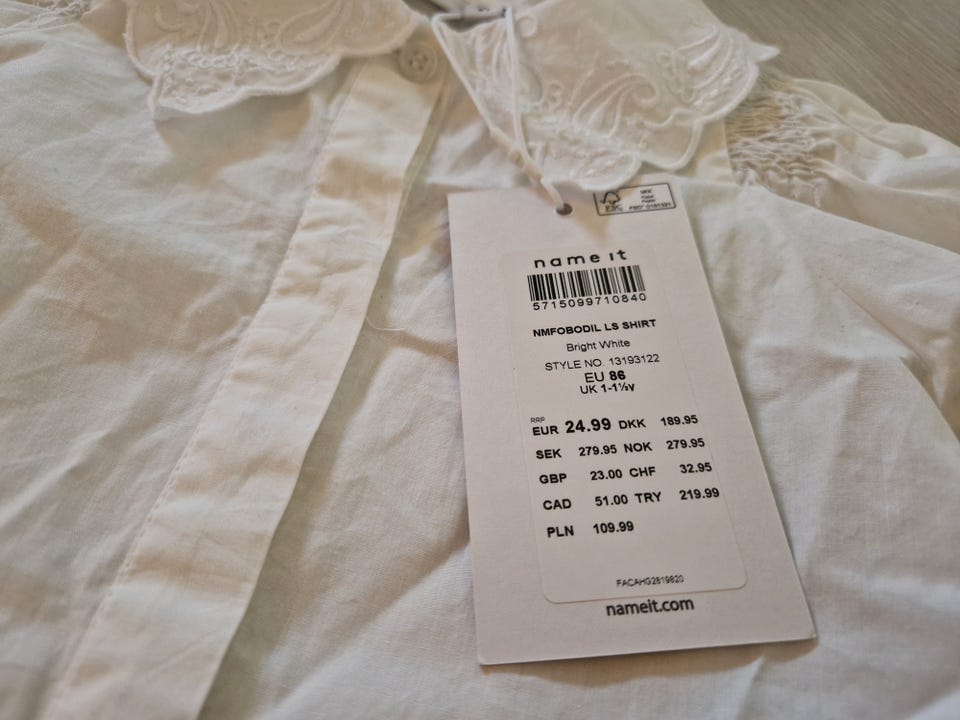 FSC
MIX
name it
5715099710840
NMFOBODIL LS SHIRT
Bright White
STYLE NO. 13193122
EU 86
UK 1-1½Y
RRP
EUR 24.99 DKK 189.95
SEK 279.95 NOK 279.95
GBP 23.00 CHF 32.95
CAD 51.00 TRY 219.99
PLN 109.99
FACAHG2819820
nameit.com